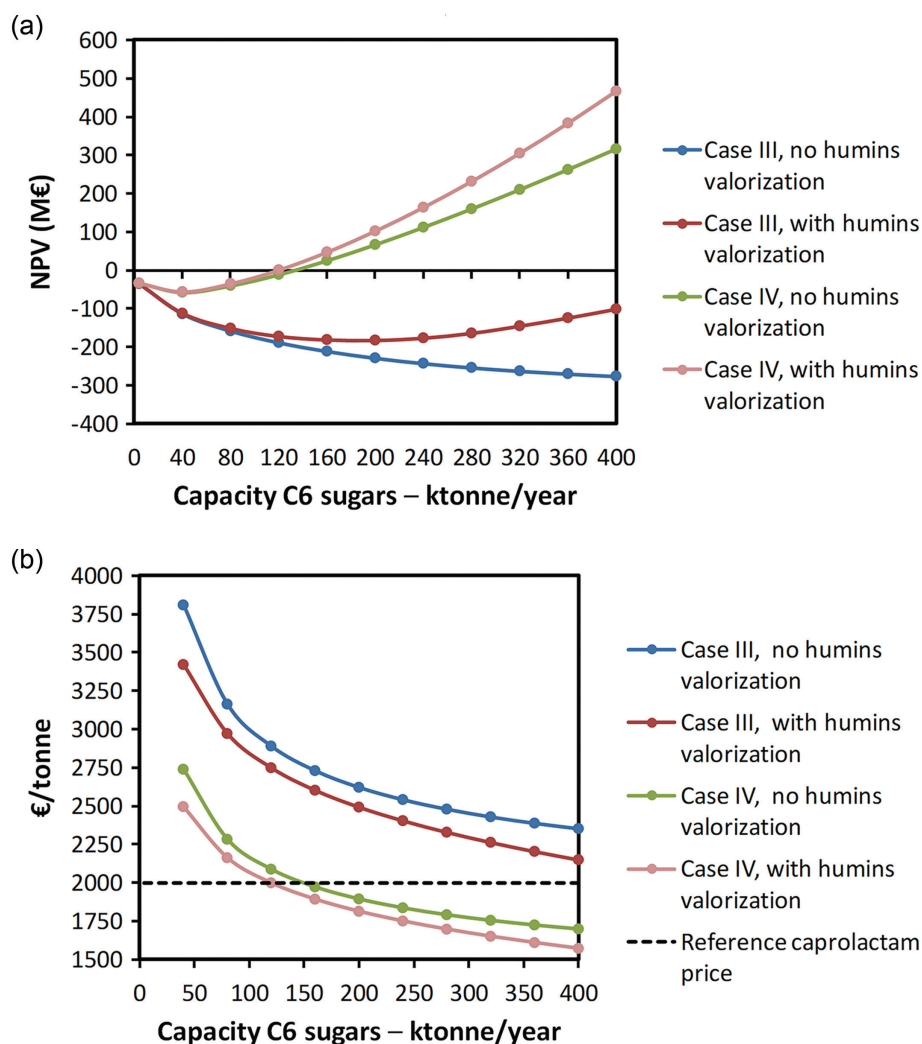 (a)
600
500
400
300
200
100
0
-100
-200
-300
-400
NPV (M€)
0 40 80 120 160 200 240 280 320 360 400
Capacity C6 sugars – ktonne/year
Case III, no humins
valorization
Case III, with humins
valorization
Case IV, no humins
valorization
Case IV, with humins
valorization
(b)
4000
3750
3500
3250
3000
2750
2500
2250
2000
1750
1500
€/tonne
0 50 100 150 200 250 300 350 400
Capacity C6 sugars – ktonne/year
Case III, no humins
valorization
Case III, with humins
valorization
Case IV, no humins
valorization
Case IV, with humins
valorization
Reference caprolactam
price